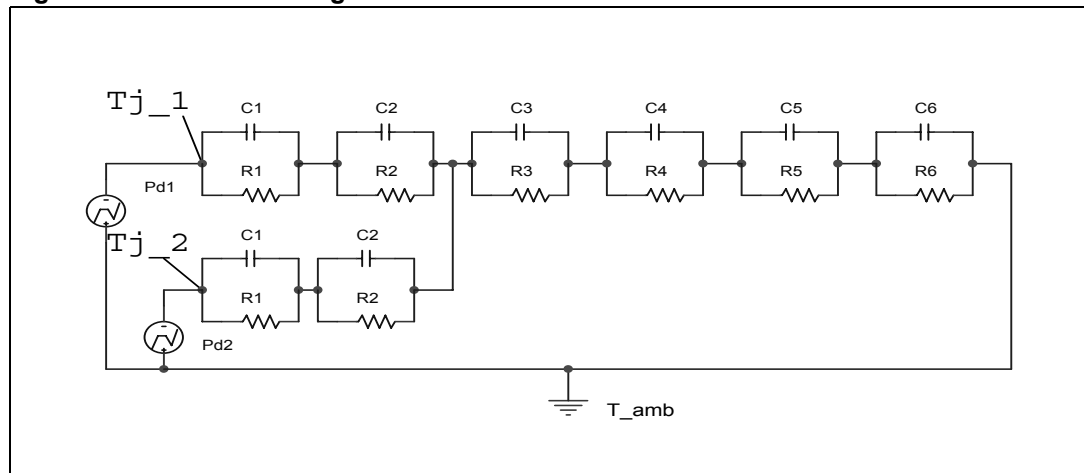 Tj_1
C1 C2 C3 C4 C5 C6
R1 R2 R3 R4 R5 R6
Pd1
Tj_2
C1 C2
R1 R2
Pd2
T_amb